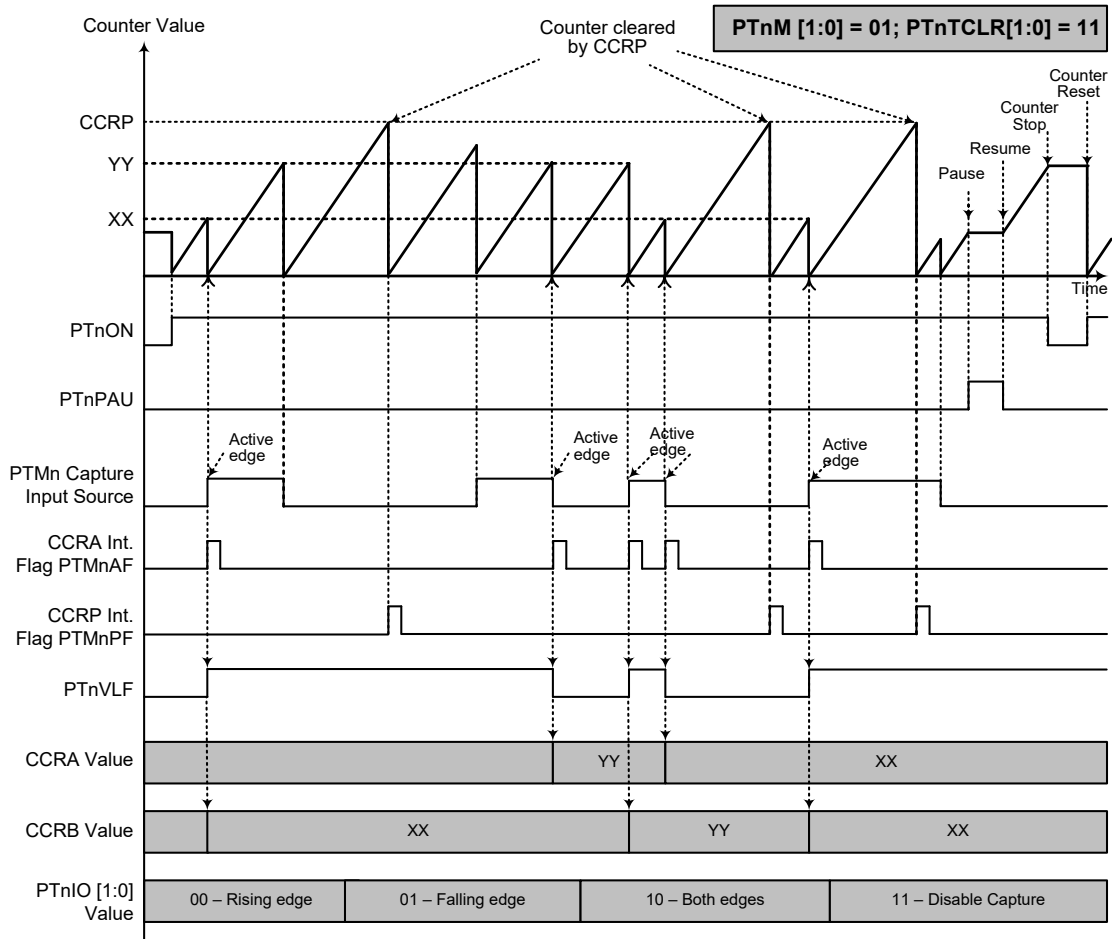 Counter Value
Counter cleared
by CCRP
PTnM [1:0] = 01; PTnTCLR[1:0] = 11
Counter
Reset
Counter
Stop
Resume
Pause
CCRP
YY
XX
Time
PTnON
PTnPAU
Active
edge
Active
edge
Active
edge
Active
edge
PTMn Capture
Input Source
CCRA Int.
Flag PTMnAF
CCRP Int.
Flag PTMnPF
PTnVLF
CCRA Value
YY
XX
CCRB Value
XX
YY
XX
PTnIO [1:0]
Value
00 – Rising edge
01 – Falling edge
10 – Both edges
11 – Disable Capture